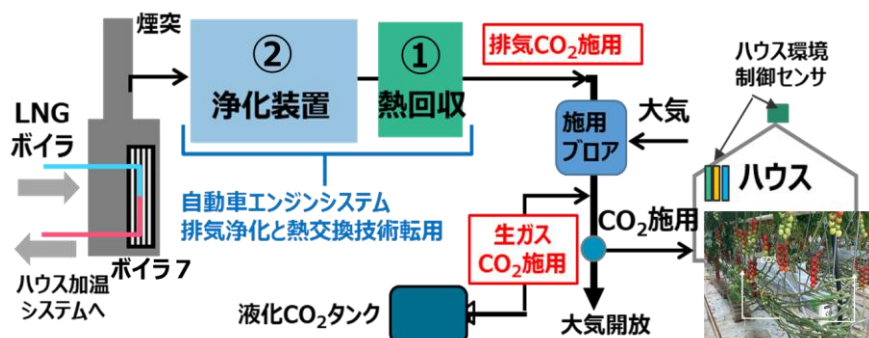 煙突
②
浄化装置
①
熱回収
排気CO₂施用
ハウス環境
制御センサ
LNG
ボイラ
施用
ブロア
大気
ハウス
自動車エンジンシステム
排気浄化と熱交換技術転用
生ガス
CO₂施用
CO₂施用
ハウス加温
システムへ
ボイラ７
液化CO₂タンク
大気開放